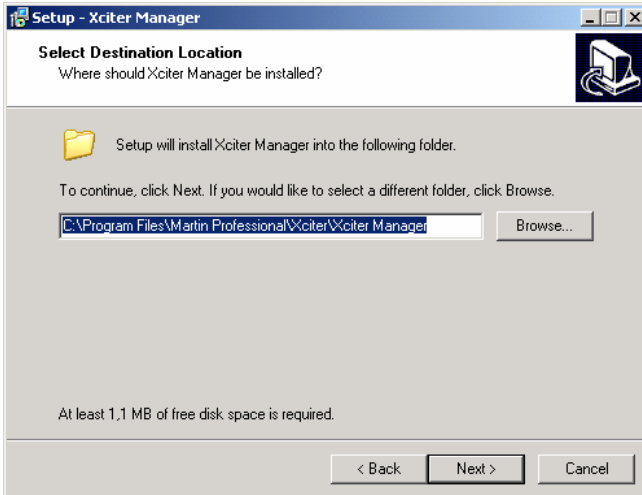 Setup - Xciter Manager
Select Destination Location
Where should Xciter Manager be installed?
Setup will install Xciter Manager into the following folder.
To continue, click Next. If you would like to select a different folder, click Browse.
C:\Program Files\Martin Professional\Xciter\Xciter Manager
Browse...
At least 1,1 MB of free disk space is required.
< Back
Next >
Cancel